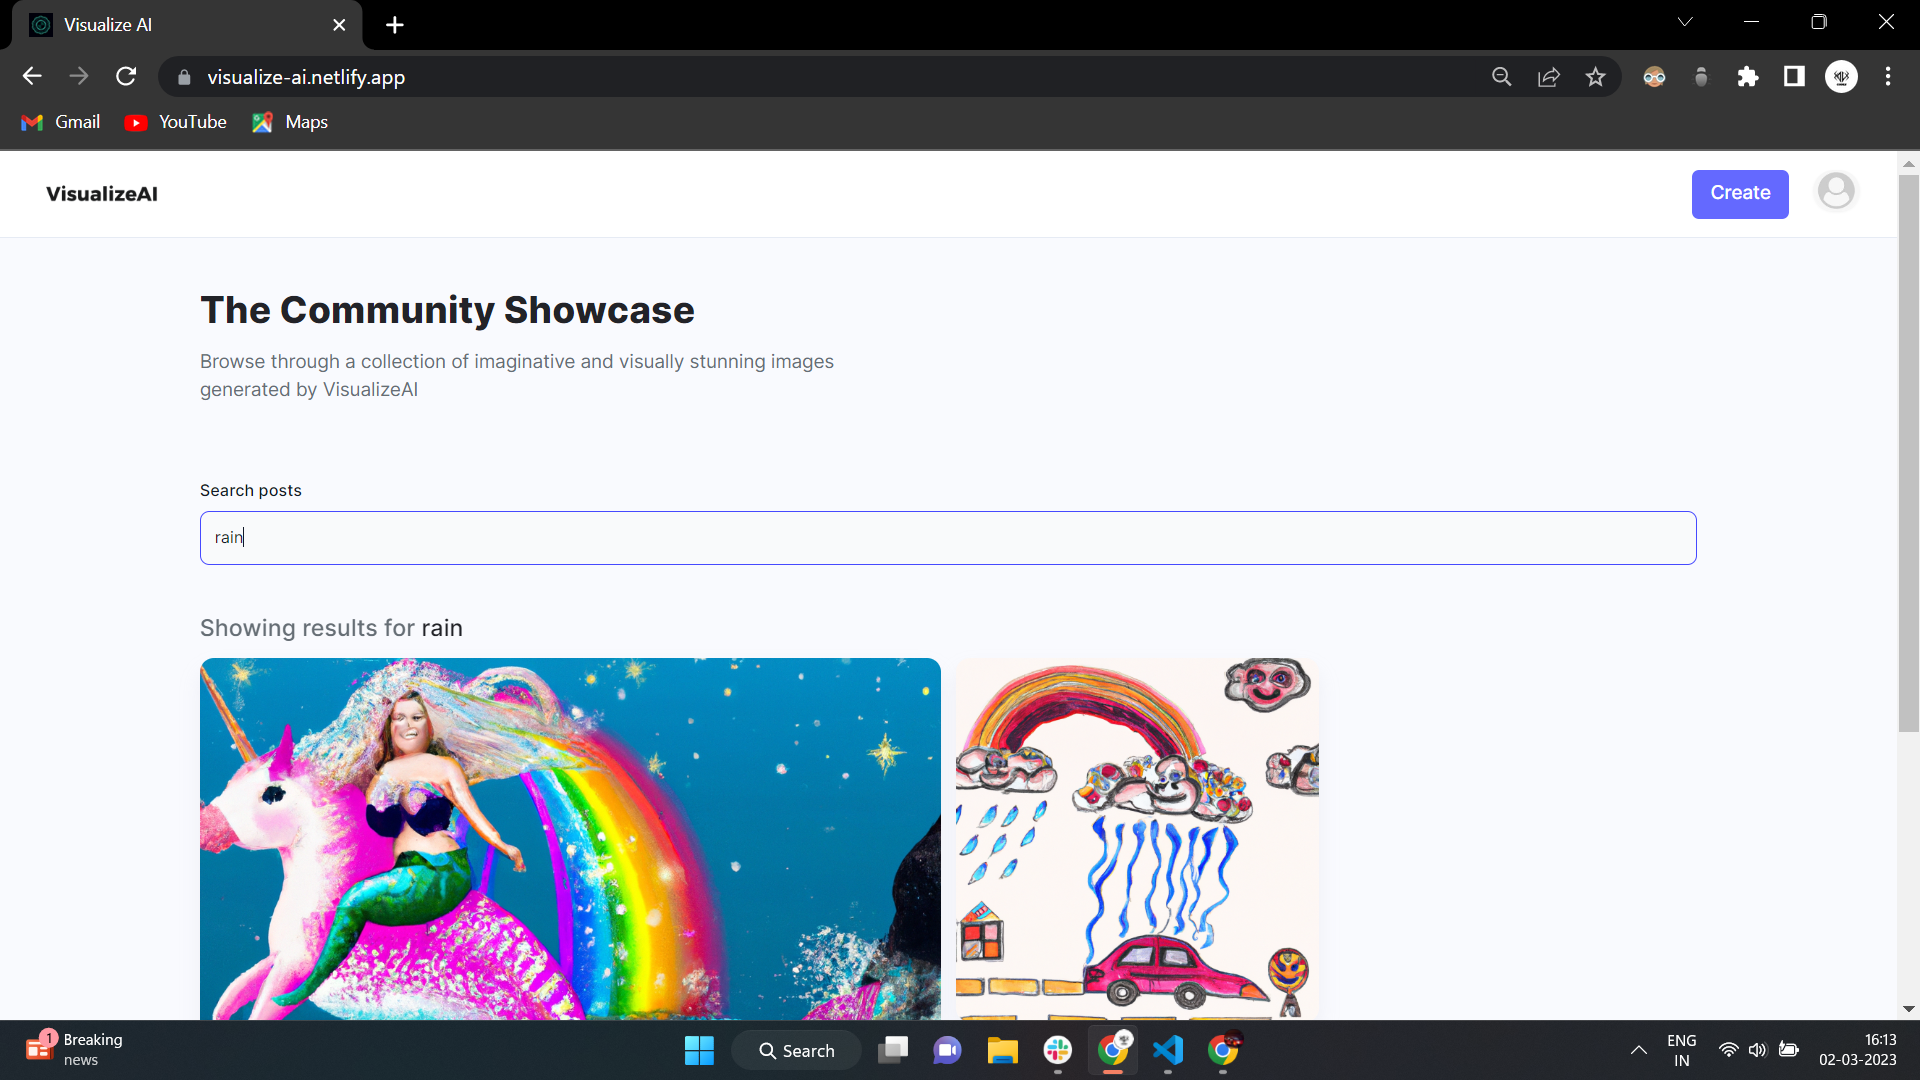 Visualize AI
visualize-ai.netlify.app
Gmail
YouTube
Maps
VisualizeAI
Create
The Community Showcase
Browse through a collection of imaginative and visually stunning images
generated by VisualizeAI
Search posts
rain
Showing results for rain
1
Breaking
news
Search
ENG
IN
16:13
02-03-2023